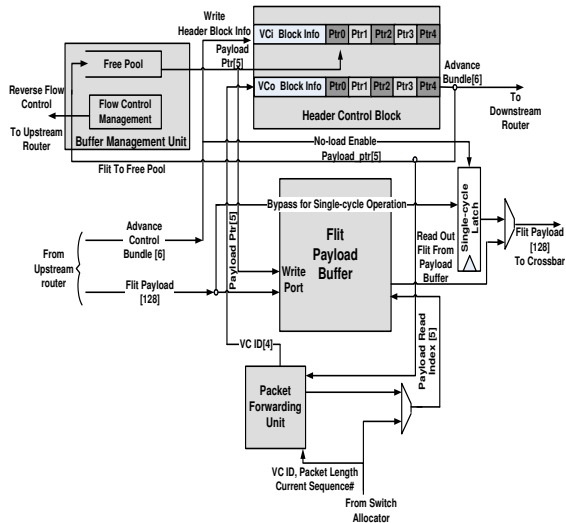 Write
Header Block Info
VCi Block Info Ptr0 Ptr1 Ptr2 Ptr3 Ptr4
Payload
Ptr[5]
Free Pool
VCo Block Info Ptr0 Ptr1 Ptr2 Ptr3 Ptr4
Advance
Bundle[6]
Reverse Flow
Control
Flow Control
Management
Header Control Block
To
Downstream
Router
To Upstream
Router
Buffer Management Unit
No-load Enable
Flit To Free Pool
Payload_ptr[5]
Bypass for Single-cycle Operation
Single-cycle
Latch
Advance
Control
Bundle [6]
From
Upstream
router
Flit Payload
[128]
Payload Ptr[5]
Flit
Payload
Buffer
Write
Port
Read Out
Flit From
Payload
Buffer
Flit Payload
[128]
To Crossbar
VC ID[4]
Payload Read
Index [5]
Packet
Forwarding
Unit
VC ID, Packet Length
Current Sequence#
From Switch
Allocator